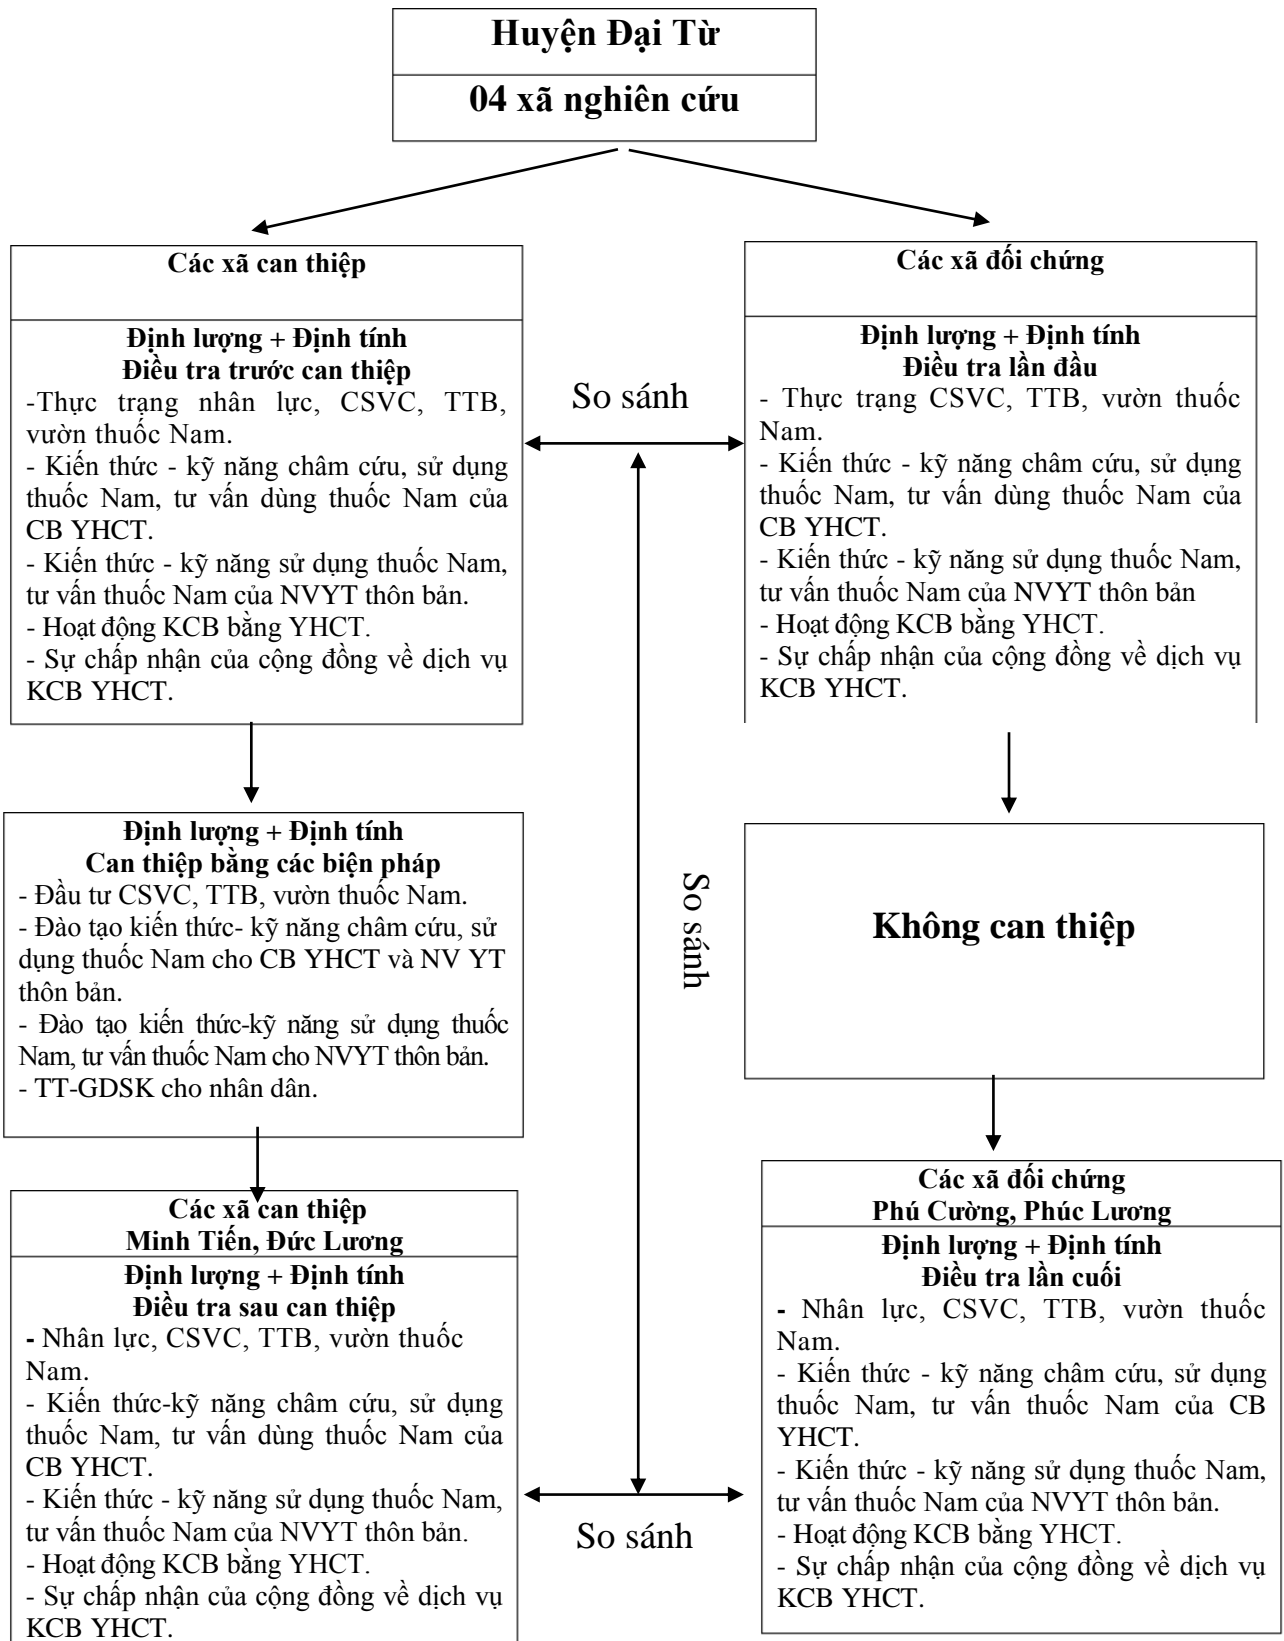 Huyện Đại Từ
04 xã nghiên cứu
Các xã can thiệp
Định lượng + Định tính
Điều tra trước can thiệp
-Thực trạng nhân lực, CSVC, TTB,
vườn thuốc Nam.
- Kiến thức - kỹ năng châm cứu, sử dụng
thuốc Nam, tư vấn dùng thuốc Nam của
CB YHCT.
- Kiến thức - kỹ năng sử dụng thuốc Nam,
tư vấn thuốc Nam của NVYT thôn bản.
- Hoạt động KCB bằng YHCT.
- Sự chấp nhận của cộng đồng về dịch vụ
KCB YHCT.
So sánh
Các xã đối chứng
Định lượng + Định tính
Điều tra lần đầu
- Thực trạng CSVC, TTB, vườn thuốc
Nam.
- Kiến thức - kỹ năng châm cứu, sử dụng
thuốc Nam, tư vấn dùng thuốc Nam của
CB YHCT.
- Kiến thức - kỹ năng sử dụng thuốc Nam,
tư vấn thuốc Nam của NVYT thôn bản
- Hoạt động KCB bằng YHCT.
- Sự chấp nhận của cộng đồng về dịch vụ
KCB YHCT.
Định lượng + Định tính
Can thiệp bằng các biện pháp
- Đầu tư CSVC, TTB, vườn thuốc Nam.
- Đào tạo kiến thức- kỹ năng châm cứu, sử
dụng thuốc Nam cho CB YHCT và NV YT
thôn bản.
- Đào tạo kiến thức-kỹ năng sử dụng thuốc
Nam, tư vấn thuốc Nam cho NVYT thôn bản.
- TT-GDSK cho nhân dân.
So sánh
Không can thiệp
Các xã can thiệp
Minh Tiến, Đức Lương
Định lượng + Định tính
Điều tra sau can thiệp
- Nhân lực, CSVC, TTB, vườn thuốc
Nam.
- Kiến thức-kỹ năng châm cứu, sử dụng
thuốc Nam, tư vấn dùng thuốc Nam của
CB YHCT.
- Kiến thức - kỹ năng sử dụng thuốc Nam,
tư vấn thuốc Nam của NVYT thôn bản.
- Hoạt động KCB bằng YHCT.
- Sự chấp nhận của cộng đồng về dịch vụ
KCB YHCT.
So sánh
Các xã đối chứng
Phú Cường, Phúc Lương
Định lượng + Định tính
Điều tra lần cuối
- Nhân lực, CSVC, TTB, vườn thuốc
Nam.
- Kiến thức - kỹ năng châm cứu, sử dụng
thuốc Nam, tư vấn thuốc Nam của CB
YHCT.
- Kiến thức - kỹ năng sử dụng thuốc Nam,
tư vấn thuốc Nam của NVYT thôn bản.
- Hoạt động KCB bằng YHCT.
- Sự chấp nhận của cộng đồng về dịch vụ
KCB YHCT.